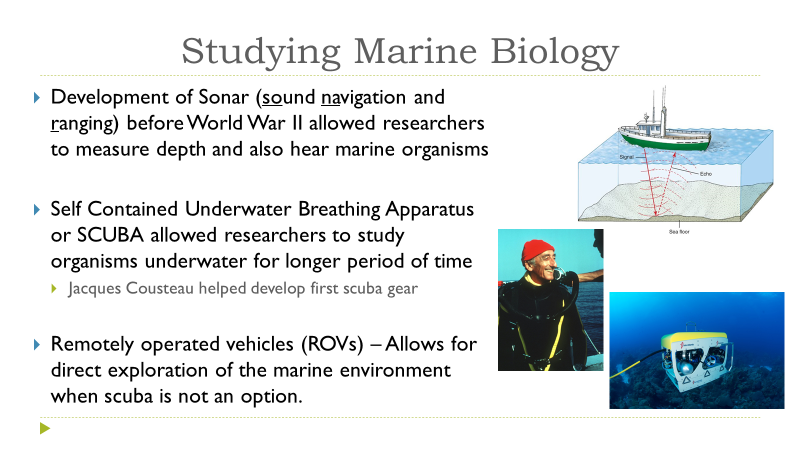 Studying Marine Biology
Development of Sonar (sound navigation and
ranging) before World War II allowed researchers
to measure depth and also hear marine organisms
Self Contained Underwater Breathing Apparatus
or SCUBA allowed researchers to study
organisms underwater for longer period of time
Jacques Cousteau helped develop first scuba gear
Remotely operated vehicles (ROVs) – Allows for
direct exploration of the marine environment
when scuba is not an option.
Signal
Echo
Sea floor